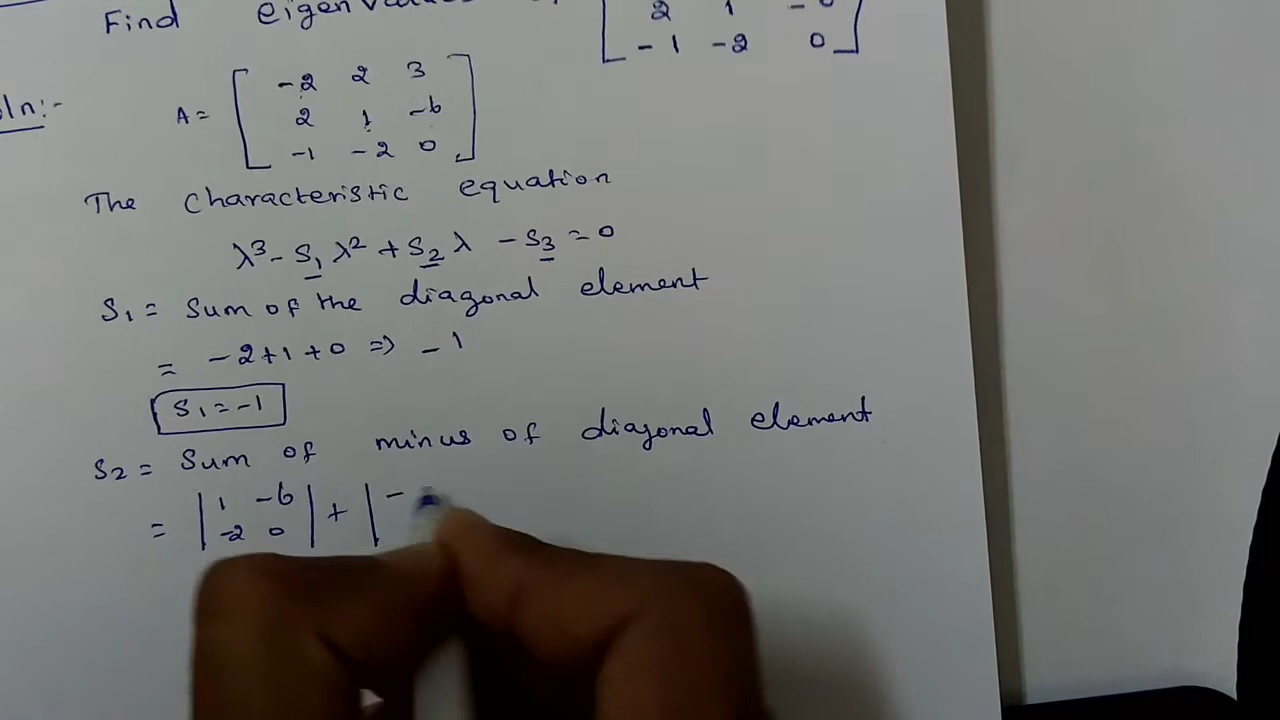 Find eigen values
2 1 -6
-1 -2 0
Soln:-
A = [ -2 2 3
2 1 -6
-1 -2 0 ]
The characteristic equation
λ³ - S₁ λ² + S₂ λ - S₃ = 0
S₁ = Sum of the diagonal element
= -2+1+0 => -1
S₁ = -1
S₂ = Sum of minus of diagonal element
= | 1 -6 | + | -
| -2 0 | |